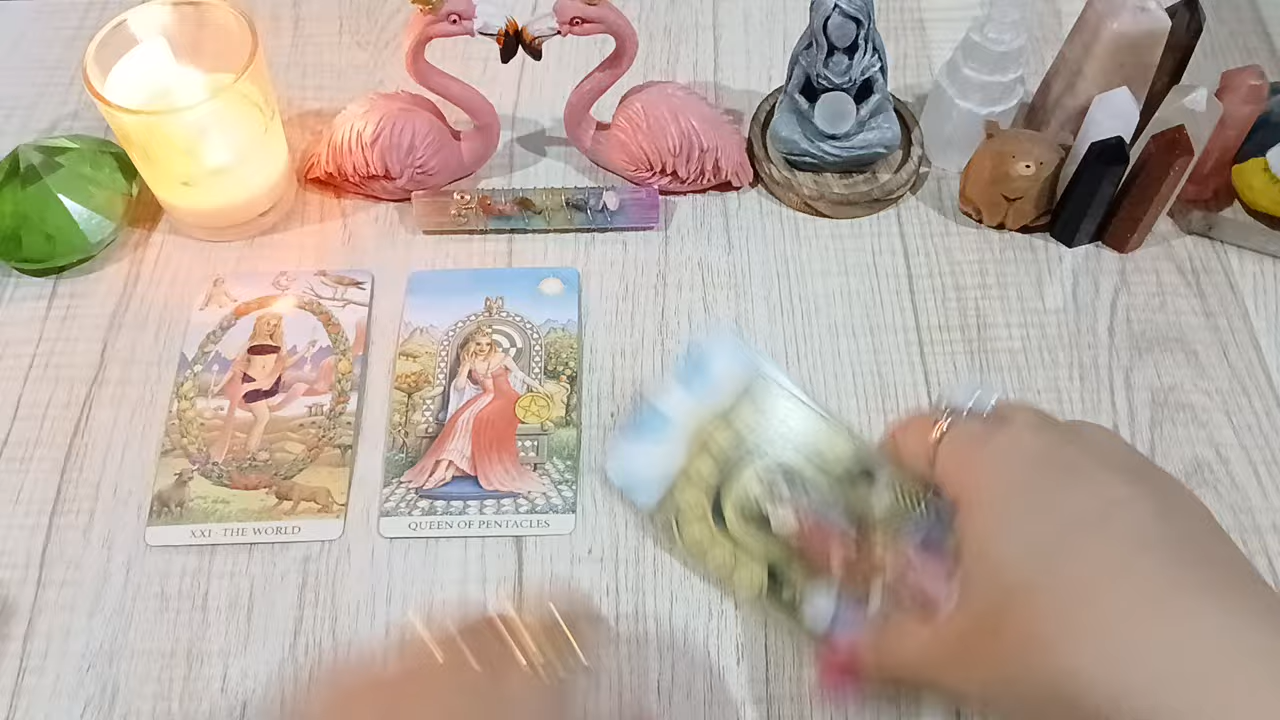 XXI · THE WORLD
QUEEN OF PENTACLES